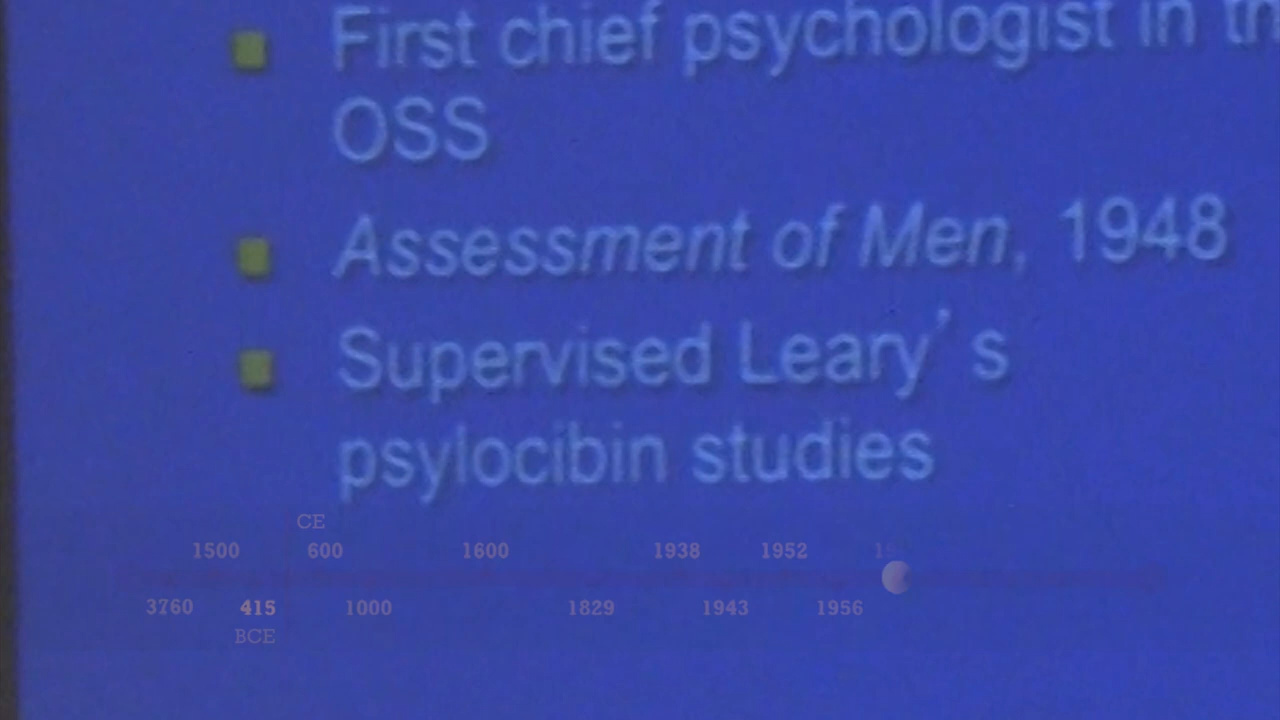 First chief psychologist in
OSS
Assessment of Men, 1948
Supervised Leary’s
psylocibin studies
CE
1500 600 1600 1938 1952
3760 415 1000 1829 1943 1956
BCE